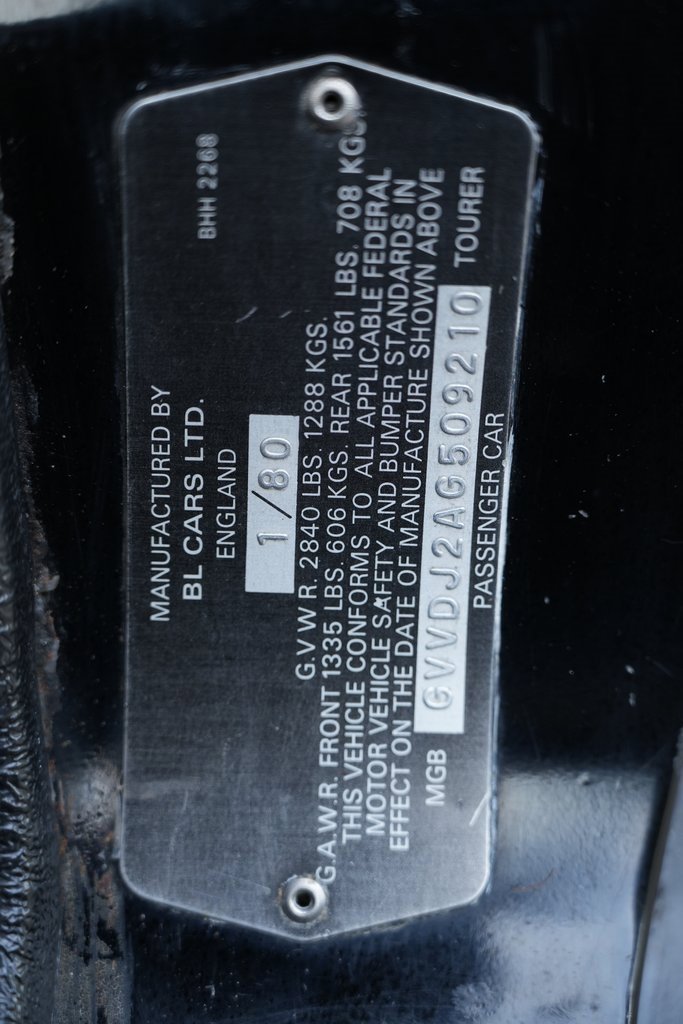 BHH 2268
MANUFACTURED BY
BL CARS LTD.
ENGLAND
1/80
G.V W R. 2840 LBS. 1288 KGS.
G.A.W.R. FRONT 1335 LBS. 606 KGS. REAR 1561 LBS. 708 KGS.
THIS VEHICLE CONFORMS TO ALL APPLICABLE FEDERAL
MOTOR VEHICLE SAFETY AND BUMPER STANDARDS IN
EFFECT ON THE DATE OF MANUFACTURE SHOWN ABOVE
MGB GVVDJ2AG509210 TOURER
PASSENGER CAR